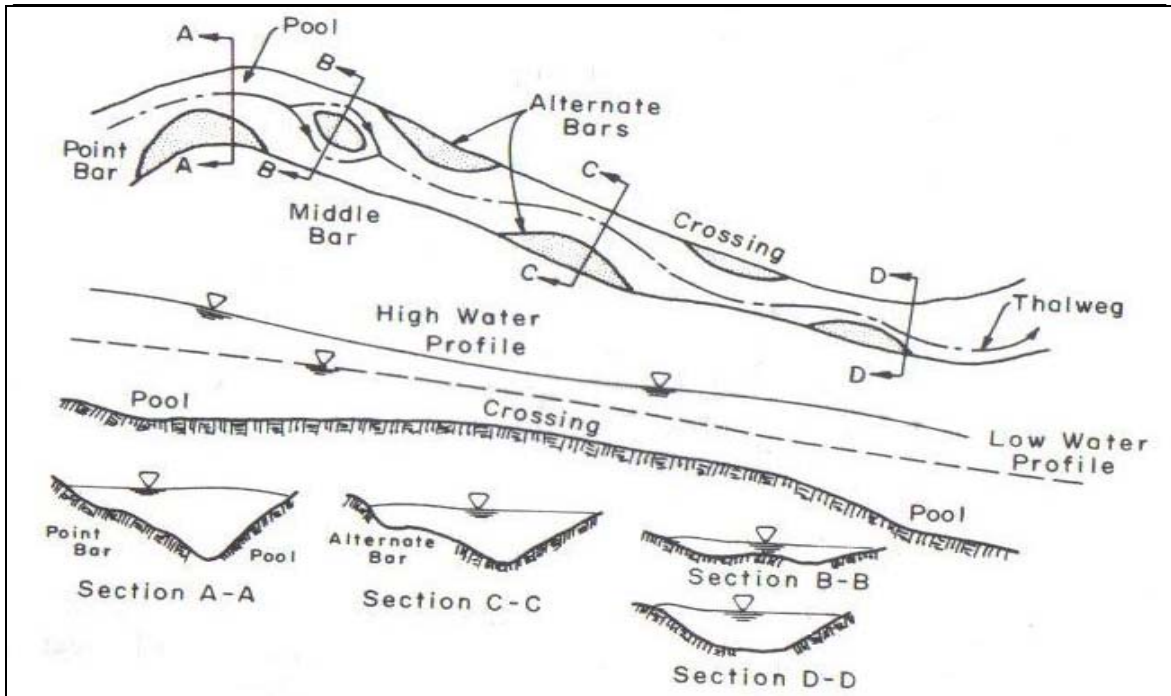 A
Pool
B
Alternate
Bars
Point
Bar
A
B
C
Middle
Bar
Crossing
C
D
Thalweg
High Water
Profile
D
Pool
Crossing
Low Water
Profile
Pool
Point
Bar
Pool
Alternate
Bar
Section A-A
Section C-C
Section B-B
Section D-D